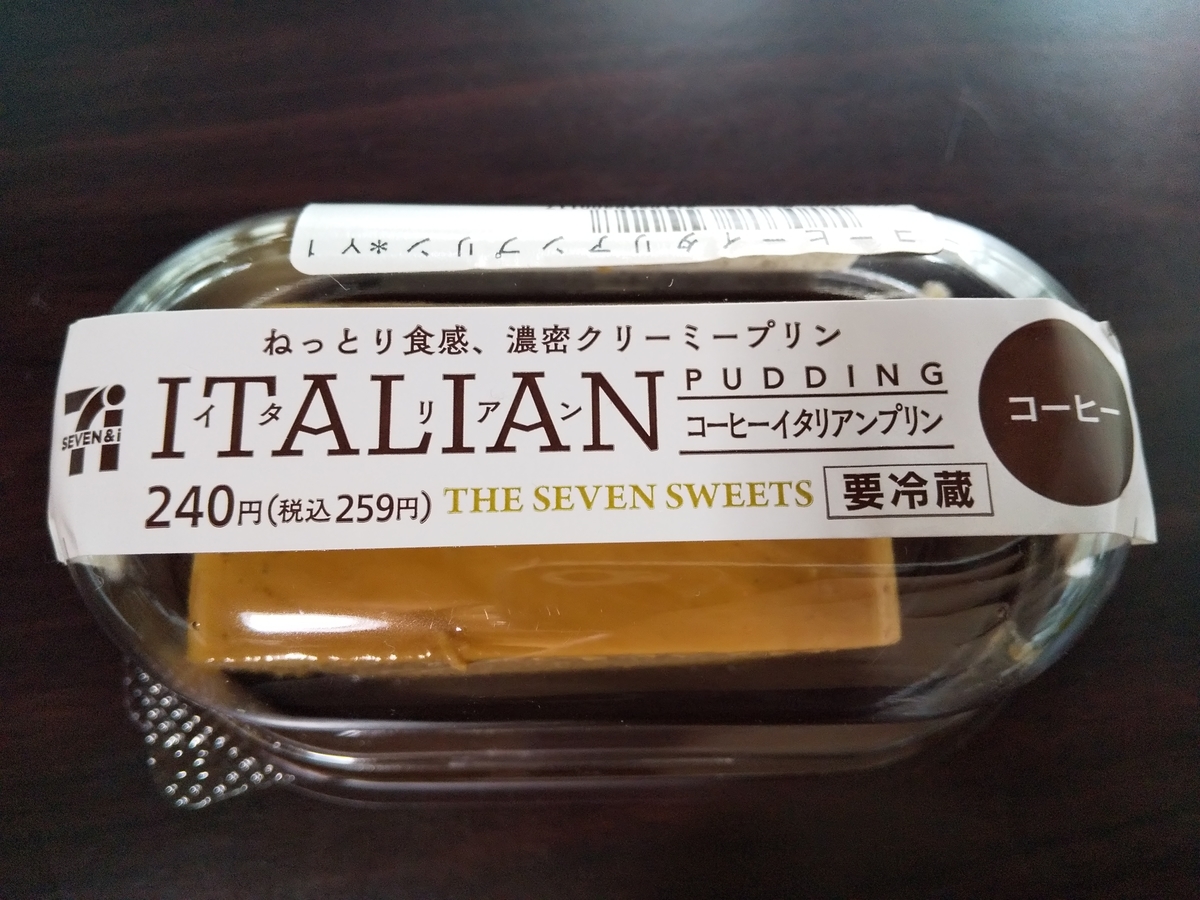 コーヒーイタリアンプリン*Y 1
ねっとり食感、濃密クリーミープリン
SEVEN&i
ITALIAN
イタリアン
PUDDING
コーヒーイタリアンプリン
コーヒー
240円(税込259円)
THE SEVEN SWEETS
要冷蔵